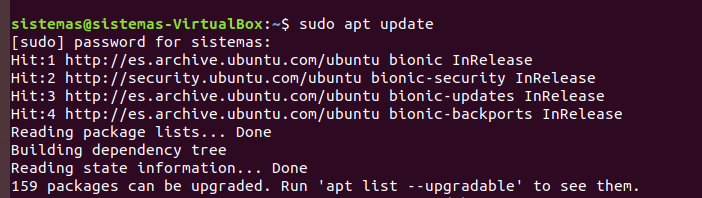 sistemas@sistemas-VirtualBox:~$ sudo apt update
[sudo] password for sistemas:
Hit:1 http://es.archive.ubuntu.com/ubuntu bionic InRelease
Hit:2 http://security.ubuntu.com/ubuntu bionic-security InRelease
Hit:3 http://es.archive.ubuntu.com/ubuntu bionic-updates InRelease
Hit:4 http://es.archive.ubuntu.com/ubuntu bionic-backports InRelease
Reading package lists... Done
Building dependency tree
Reading state information... Done
159 packages can be upgraded. Run 'apt list --upgradable' to see them.